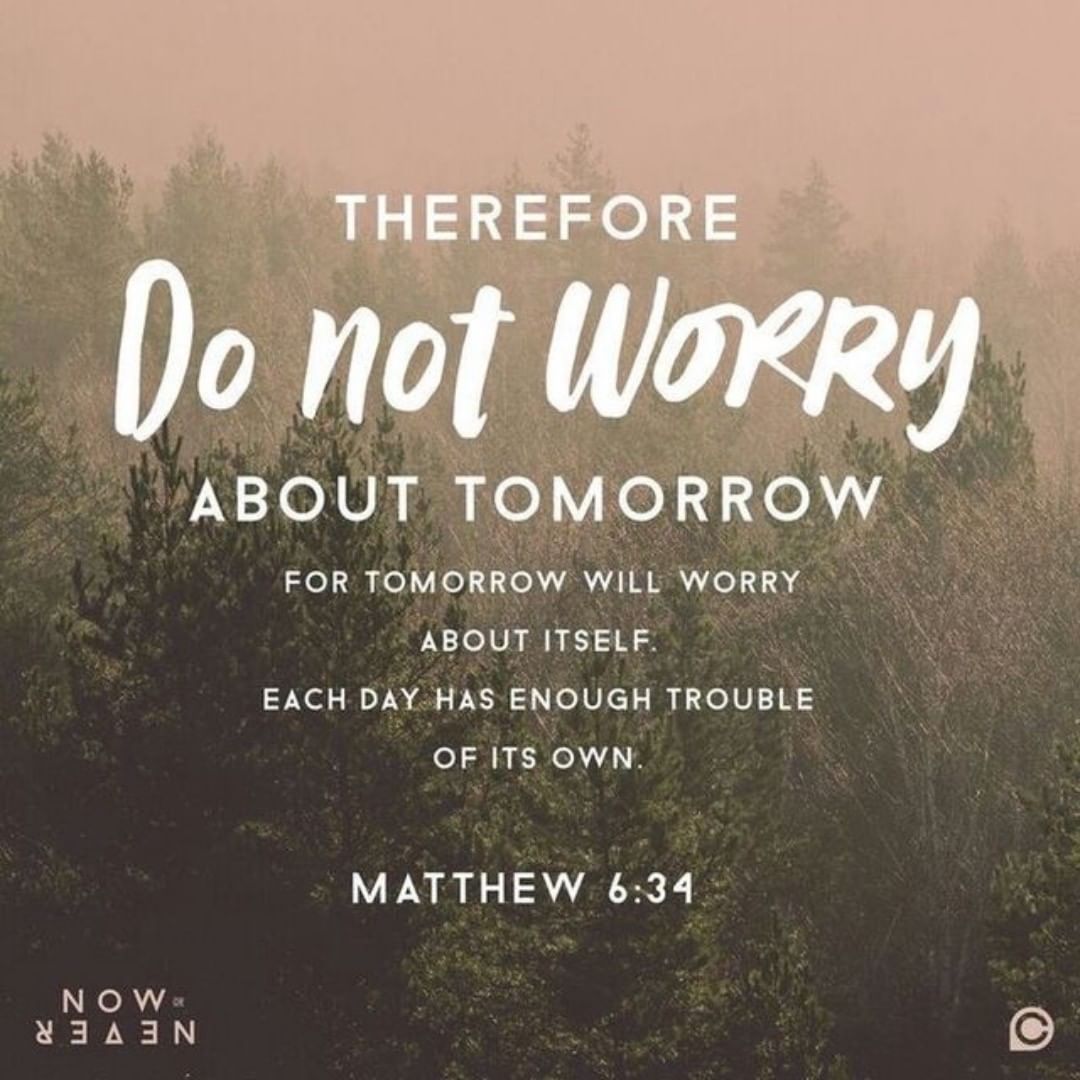 THEREFORE
Do not WORRy
ABOUT TOMORROW
FOR TOMORROW WILL WORRY
ABOUT ITSELF.
EACH DAY HAS ENOUGH TROUBLE
OF ITS OWN.
MATTHEW 6:34
NOW OR
NEVER